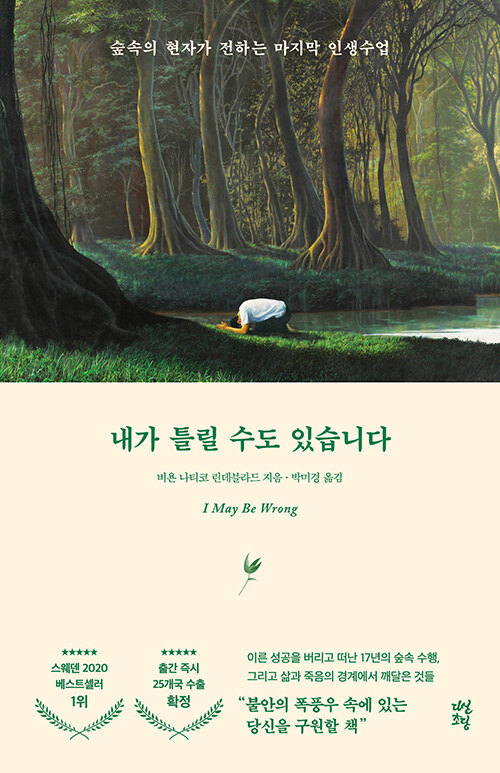 숲속의 현자가 전하는 마지막 인생수업
내가 틀릴 수도 있습니다
비욘 나티코 린데블라드 지음 · 박미경 옮김
I May Be Wrong
★★★★★
스웨덴 2020
베스트셀러
1위
★★★★★
출간 즉시
25개국 수출
확정
이른 성공을 버리고 떠난 17년의 숲속 수행,
그리고 삶과 죽음의 경계에서 깨달은 것들
“불안의 폭풍우 속에 있는
당신을 구원할 책”
다산
초당